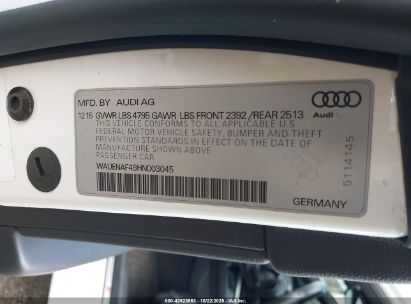 MFD. BY AUDI AG
12.15 GVWR LBS 4795 GAWR LBS FRONT 2392 /REAR 2513
THIS VEHICLE CONFORMS TO ALL APPLICABLE U.S.
FEDERAL MOTOR VEHICLE SAFETY, BUMPER AND THEFT
PREVENTION STANDARDS IN EFFECT ON THE DATE OF
MANUFACTURE SHOWN ABOVE
PASSENGER CAR.
WAUENAF49HN003045
Audi
5114145
GERMANY